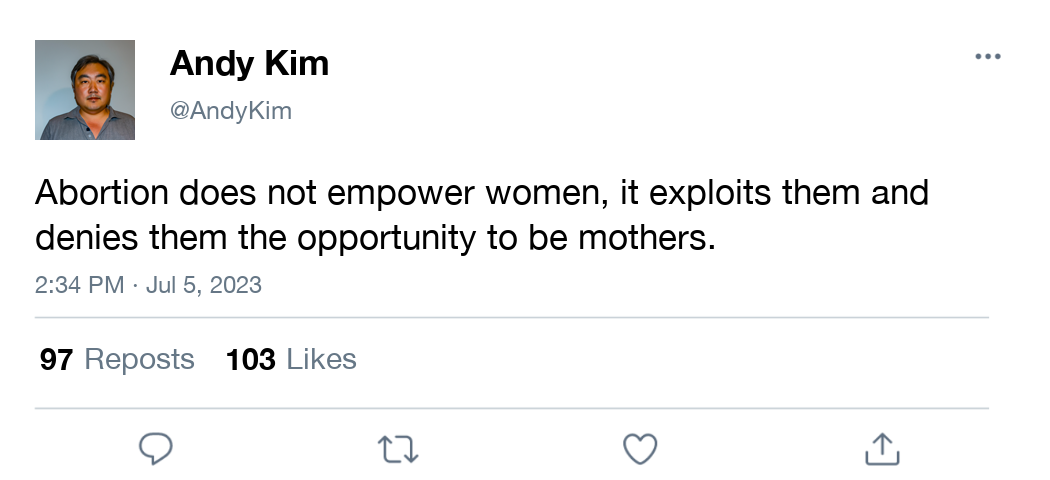 Andy Kim
@AndyKim
Abortion does not empower women, it exploits them and
denies them the opportunity to be mothers.
2:34 PM · Jul 5, 2023
97 Reposts 103 Likes